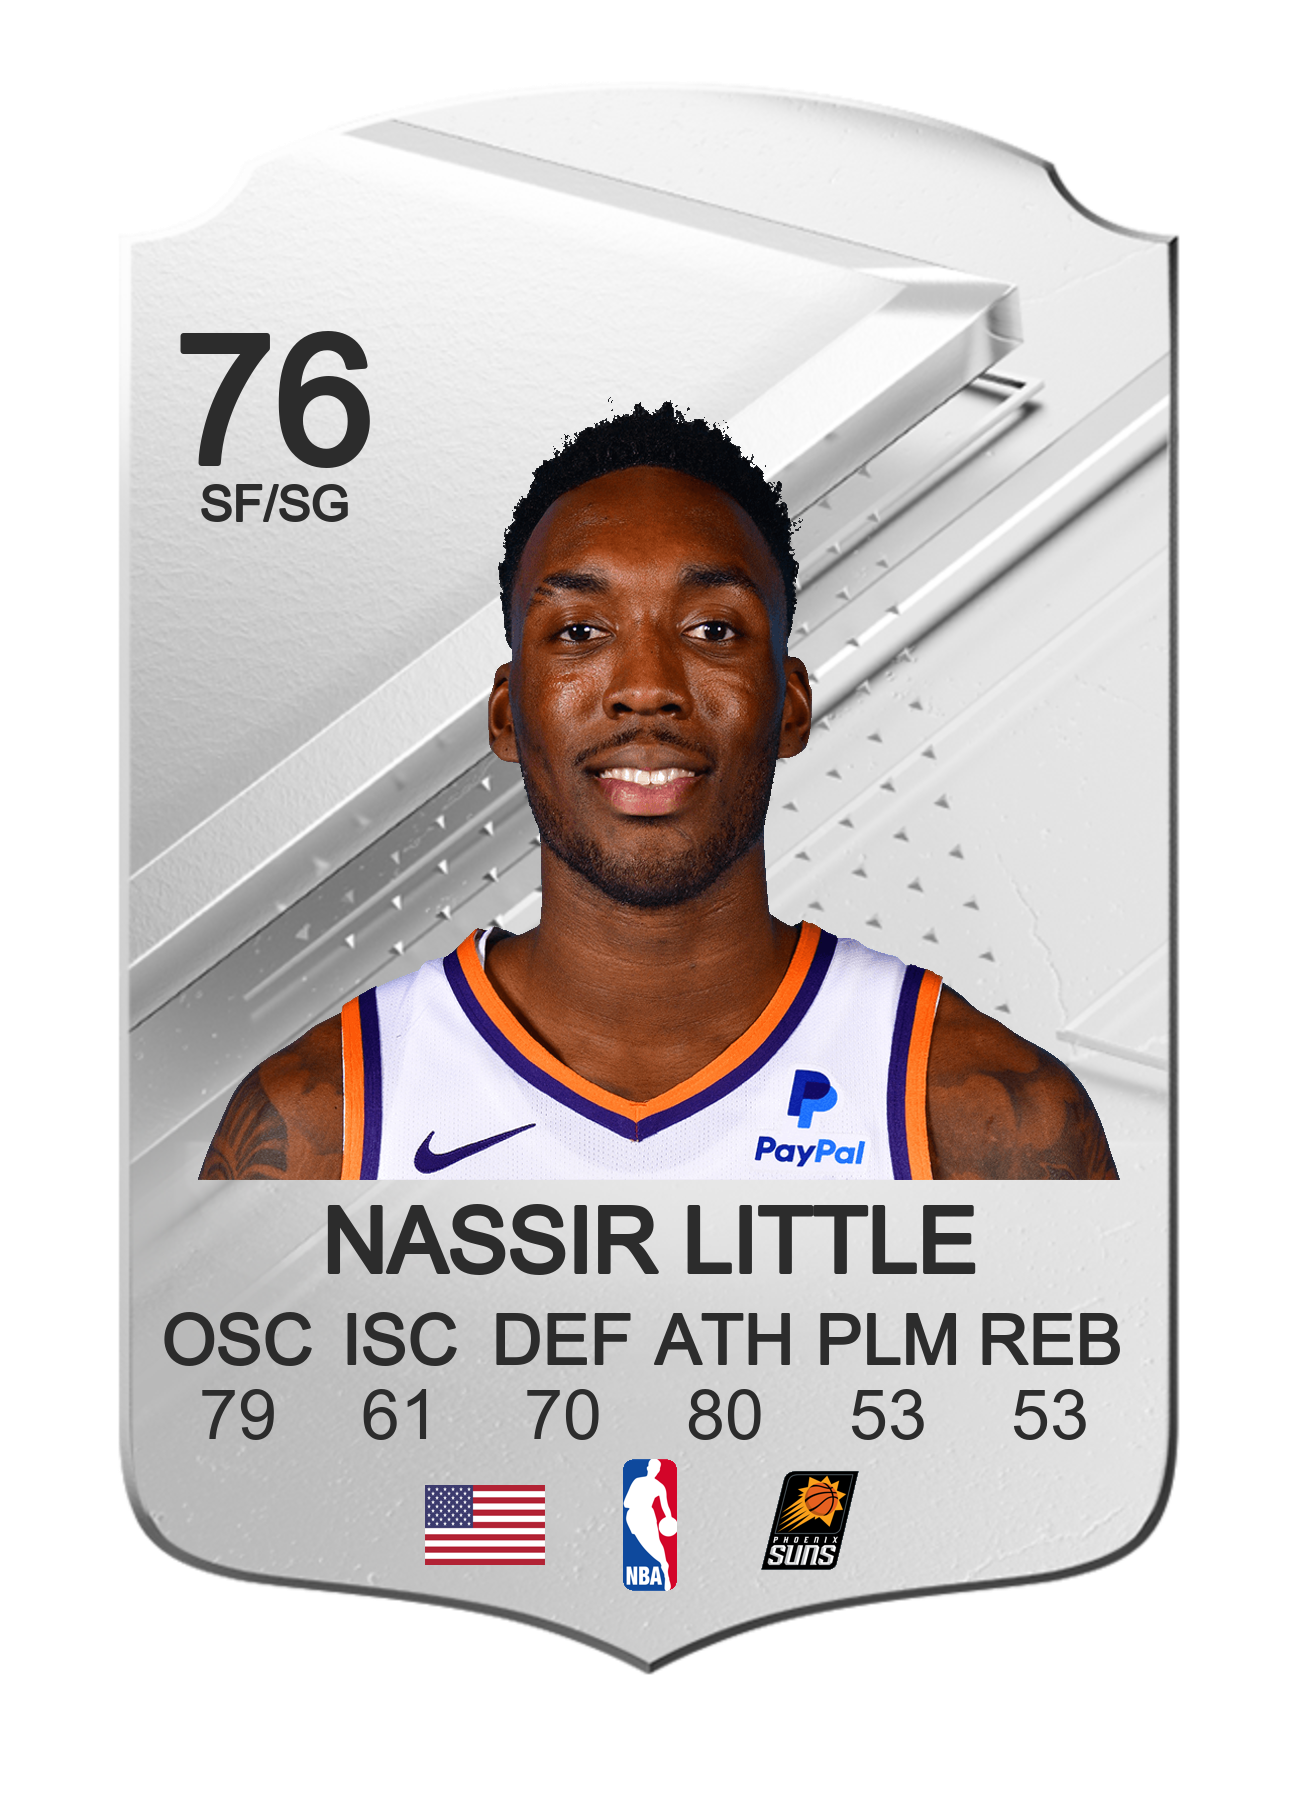 76
SF/SG
PayPal
NASSIR LITTLE
OSC ISC DEF ATH PLM REB
79 61 70 80 53 53
NBA
PHOENIX
SUNS